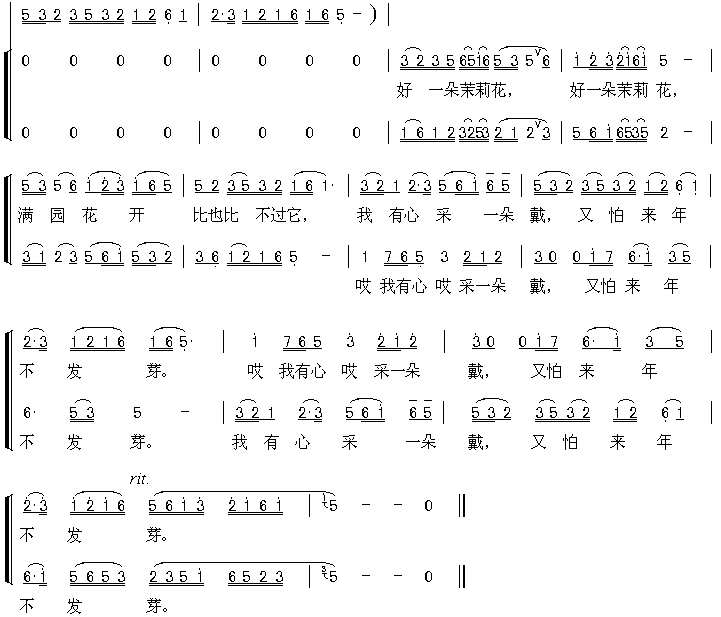 5 3 2 3 5 3 2 1 2 6 1 | 2·3 1 2 1 6 1 6 5 - ) |
0 0 0 0 | 0 0 0 0 | 3 2 3 5 6 5 1 6 5 3 5 6 | 1 2 3 2 1 6 1 5 - |
好 一朵茉莉花， 好一朵茉莉 花，
0 0 0 0 | 0 0 0 0 | 1 6 1 2 3 2 5 3 2 1 2 3 | 5 6 1 6 5 3 5 2 - |
5 3 5 6 1 2 3 1 6 5 | 5 2 3 5 3 2 1 6 1· | 3 2 1 2·3 5 6 1 6 5 | 5 3 2 3 5 3 2 1 2 6 1 |
满 园 花 开 比也比 不过它， 我 有心 采 一朵 戴， 又 怕 来 年
3 1 2 3 5 6 1 5 3 2 | 3 6 1 2 1 6 5 - | 1 7 6 5 3 2 1 2 | 3 0 0 1 7 6·1 3 5 |
哎 我有心 哎 采一朵 戴， 又怕 来 年
2·3 1 2 1 6 1 6 5· | 1 7 6 5 3 2 1 2 | 3 0 0 1 7 6· 1 3 5 |
不 发 芽。 哎 我有心 哎 采一朵 戴， 又怕 来 年
6· 5 3 5 - | 3 2 1 2·3 5 6 1 6 5 | 5 3 2 3 5 3 2 1 2 6 1 |
不 发 芽。 我 有 心 采 一朵 戴， 又 怕 来 年
rit.
2·3 1 2 1 6 5 6 1 3 2 1 6 1 | 5 - - 0 ‖
不 发 芽。
6·1 5 6 5 3 2 3 5 1 6 5 2 3 | 5 - - 0 ‖
不 发 芽。